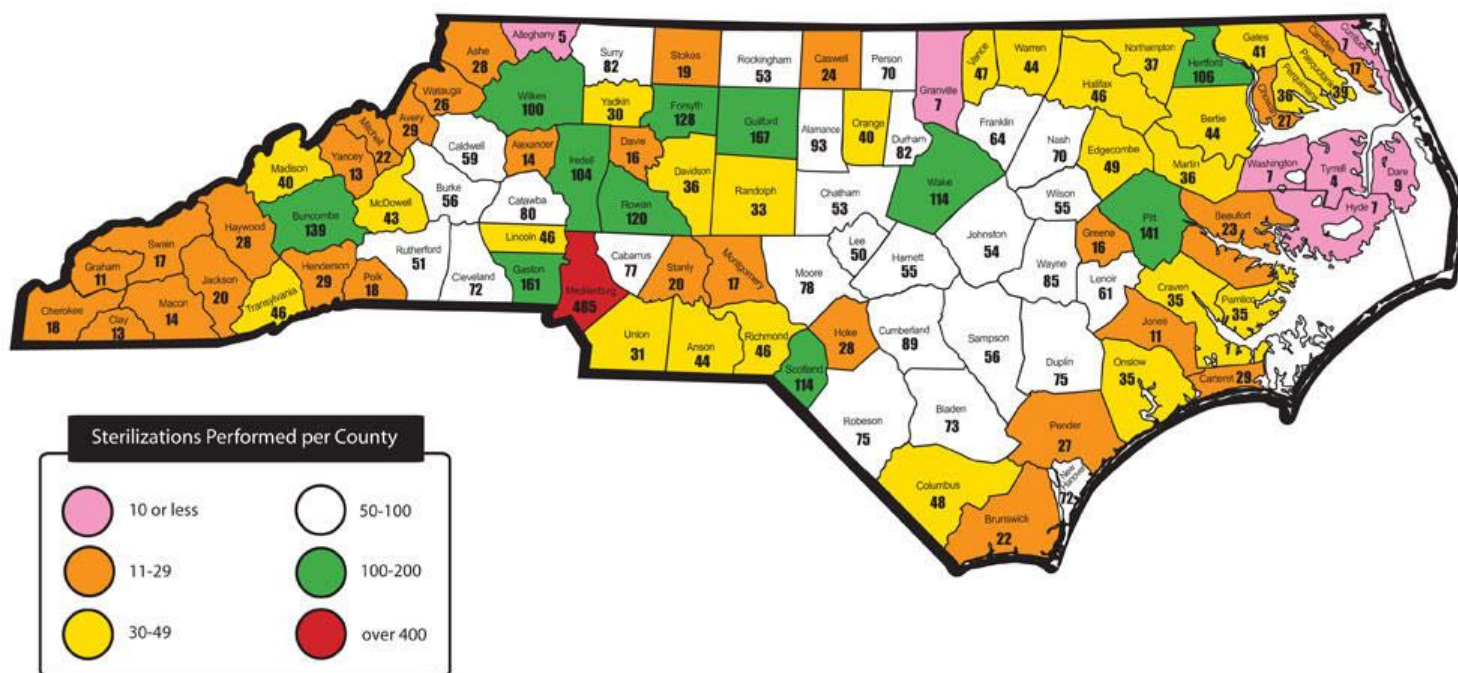 Alleghany 5
Ashe
28
Surry
82
Stokes
19
Rockingham
53
Caswell
24
Person
70
Granville
7
Vance
47
Warren
44
Northampton
37
Hertford
106
Gates
41
Camden
17
Currituck
1
Pasquotank
39
Perquimans
36
Chowan
27
Watauga
26
Wilkes
100
Yadkin
30
Forsyth
128
Guilford
167
Alamance
93
Orange
40
Durham
82
Franklin
64
Halifax
46
Nash
70
Bertie
44
Mitchell
22
Avery
29
Yancey
13
Madison
40
Caldwell
59
Alexander
14
Iredell
104
Davie
16
Davidson
36
Randolph
33
Chatham
53
Wake
114
Edgecombe
49
Martin
36
Washington
7
Tyrrell
4
Dare
9
Hyde 7
Buncombe
139
McDowell
43
Burke
56
Catawba
80
Rowan
120
Wilson
55
Pitt
141
Beaufort
23
Haywood
28
Swain
17
Graham
11
Jackson
20
Henderson
29
Polk
18
Rutherford
51
Cleveland
72
Lincoln 46
Gaston
161
Mecklenburg
485
Cabarrus
77
Stanly
20
Montgomery
17
Moore
78
Lee
50
Harnett
55
Johnston
54
Wayne
85
Greene
16
Lenoir
61
Craven
35
Pamlico
35
Cherokee
18
Clay
13
Macon
14
Transylvania
46
Union
31
Anson
44
Richmond
46
Scotland
114
Hoke
28
Cumberland
89
Sampson
56
Duplin
75
Jones
11
Onslow
35
Carteret 29
Robeson
75
Bladen
73
Pender
27
New
Hanover
72
Columbus
48
Brunswick
22
Sterilizations Performed per County
10 or less
50-100
11-29
100-200
30-49
over 400